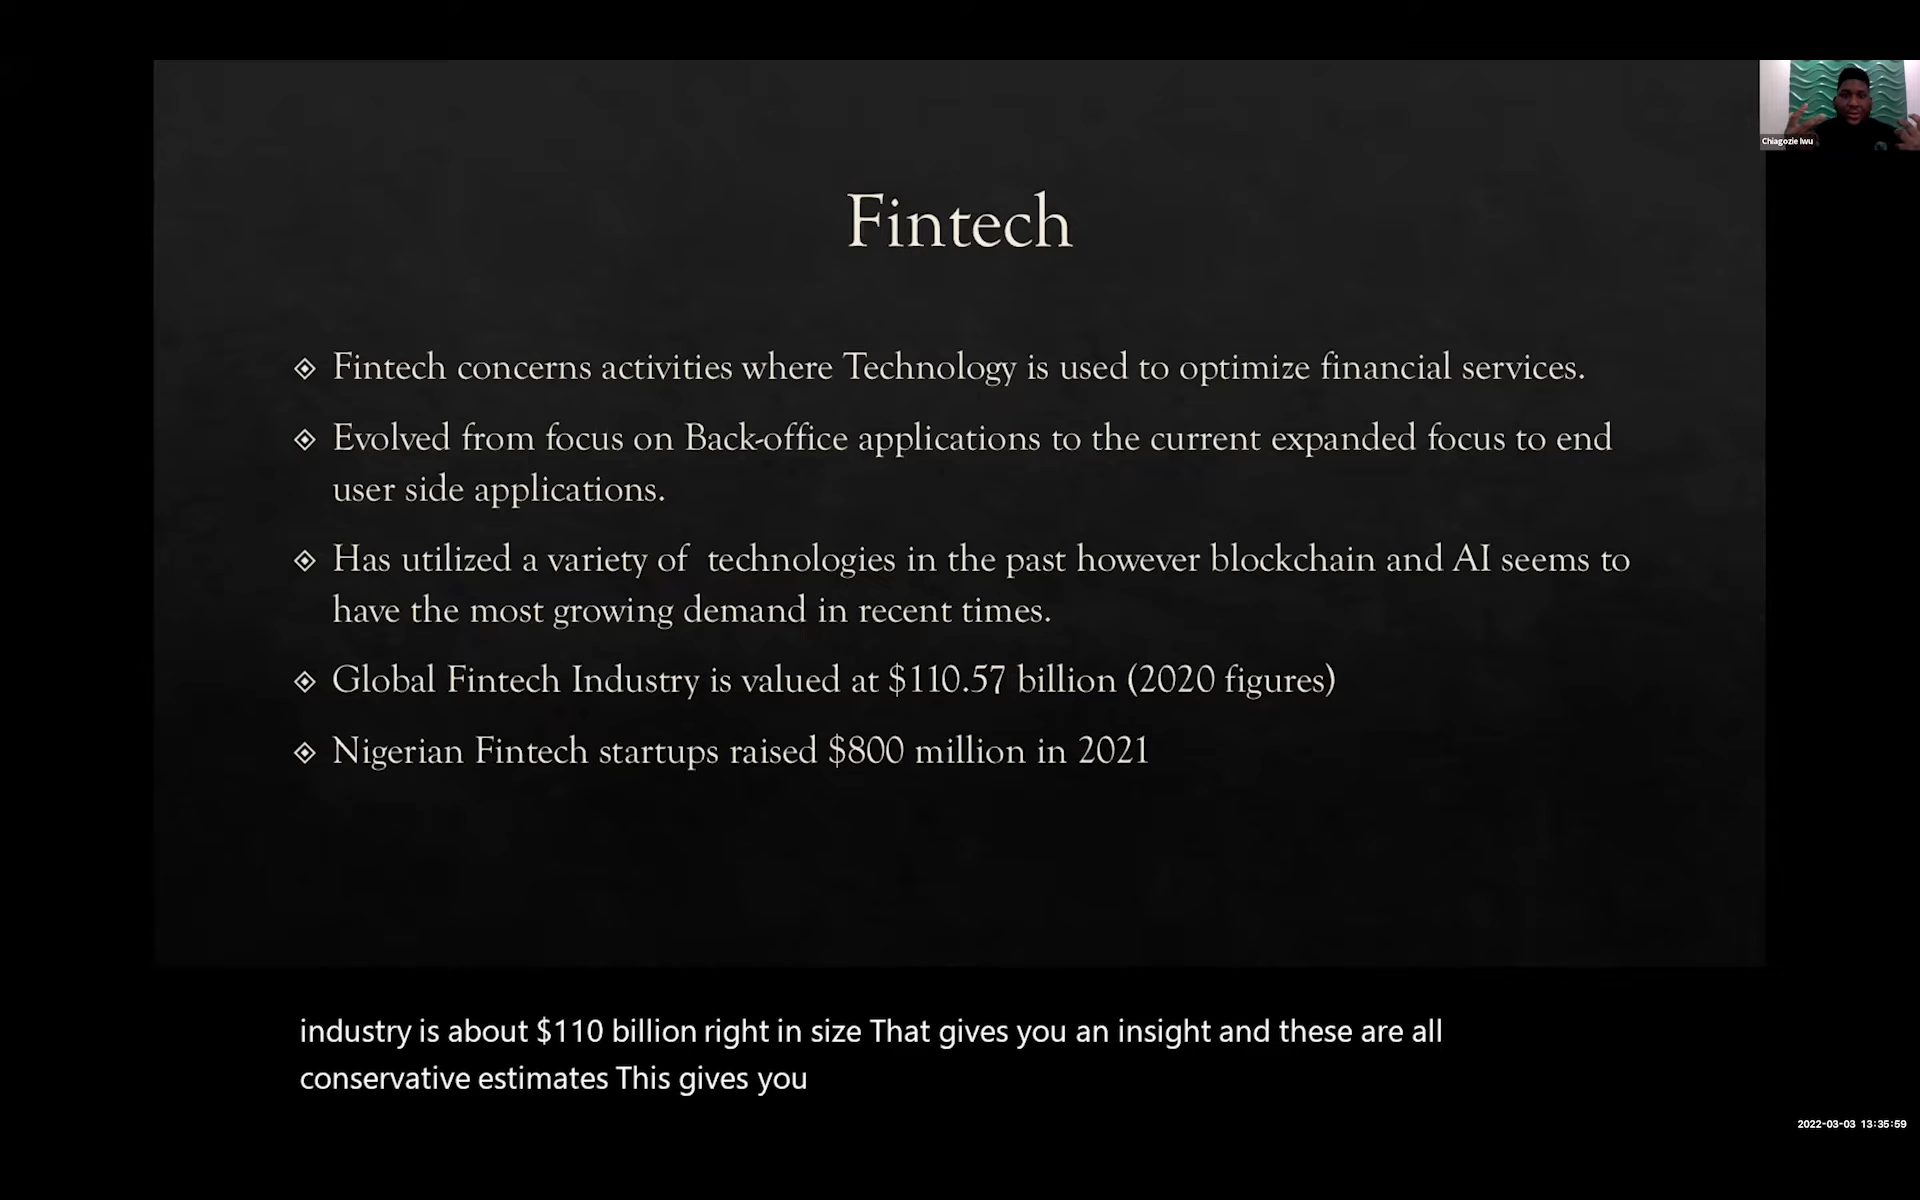 Chiagozie Iwu
Fintech
Fintech concerns activities where Technology is used to optimize financial services.
Evolved from focus on Back-office applications to the current expanded focus to end
user side applications.
Has utilized a variety of  technologies in the past however blockchain and AI seems to
have the most growing demand in recent times.
Global Fintech Industry is valued at $110.57 billion (2020 figures)
Nigerian Fintech startups raised $800 million in 2021
industry is about $110 billion right in size That gives you an insight and these are all
conservative estimates This gives you
2022-03-03 13:35:59